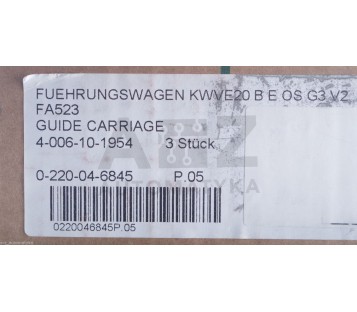 FUEHRUNGSWAGEN KWVE20 B E OS G3 V2
FA523
GUIDE CARRIAGE
4-006-10-1954 3 Stück
0-220-04-6845 P.05
0220046845P.05